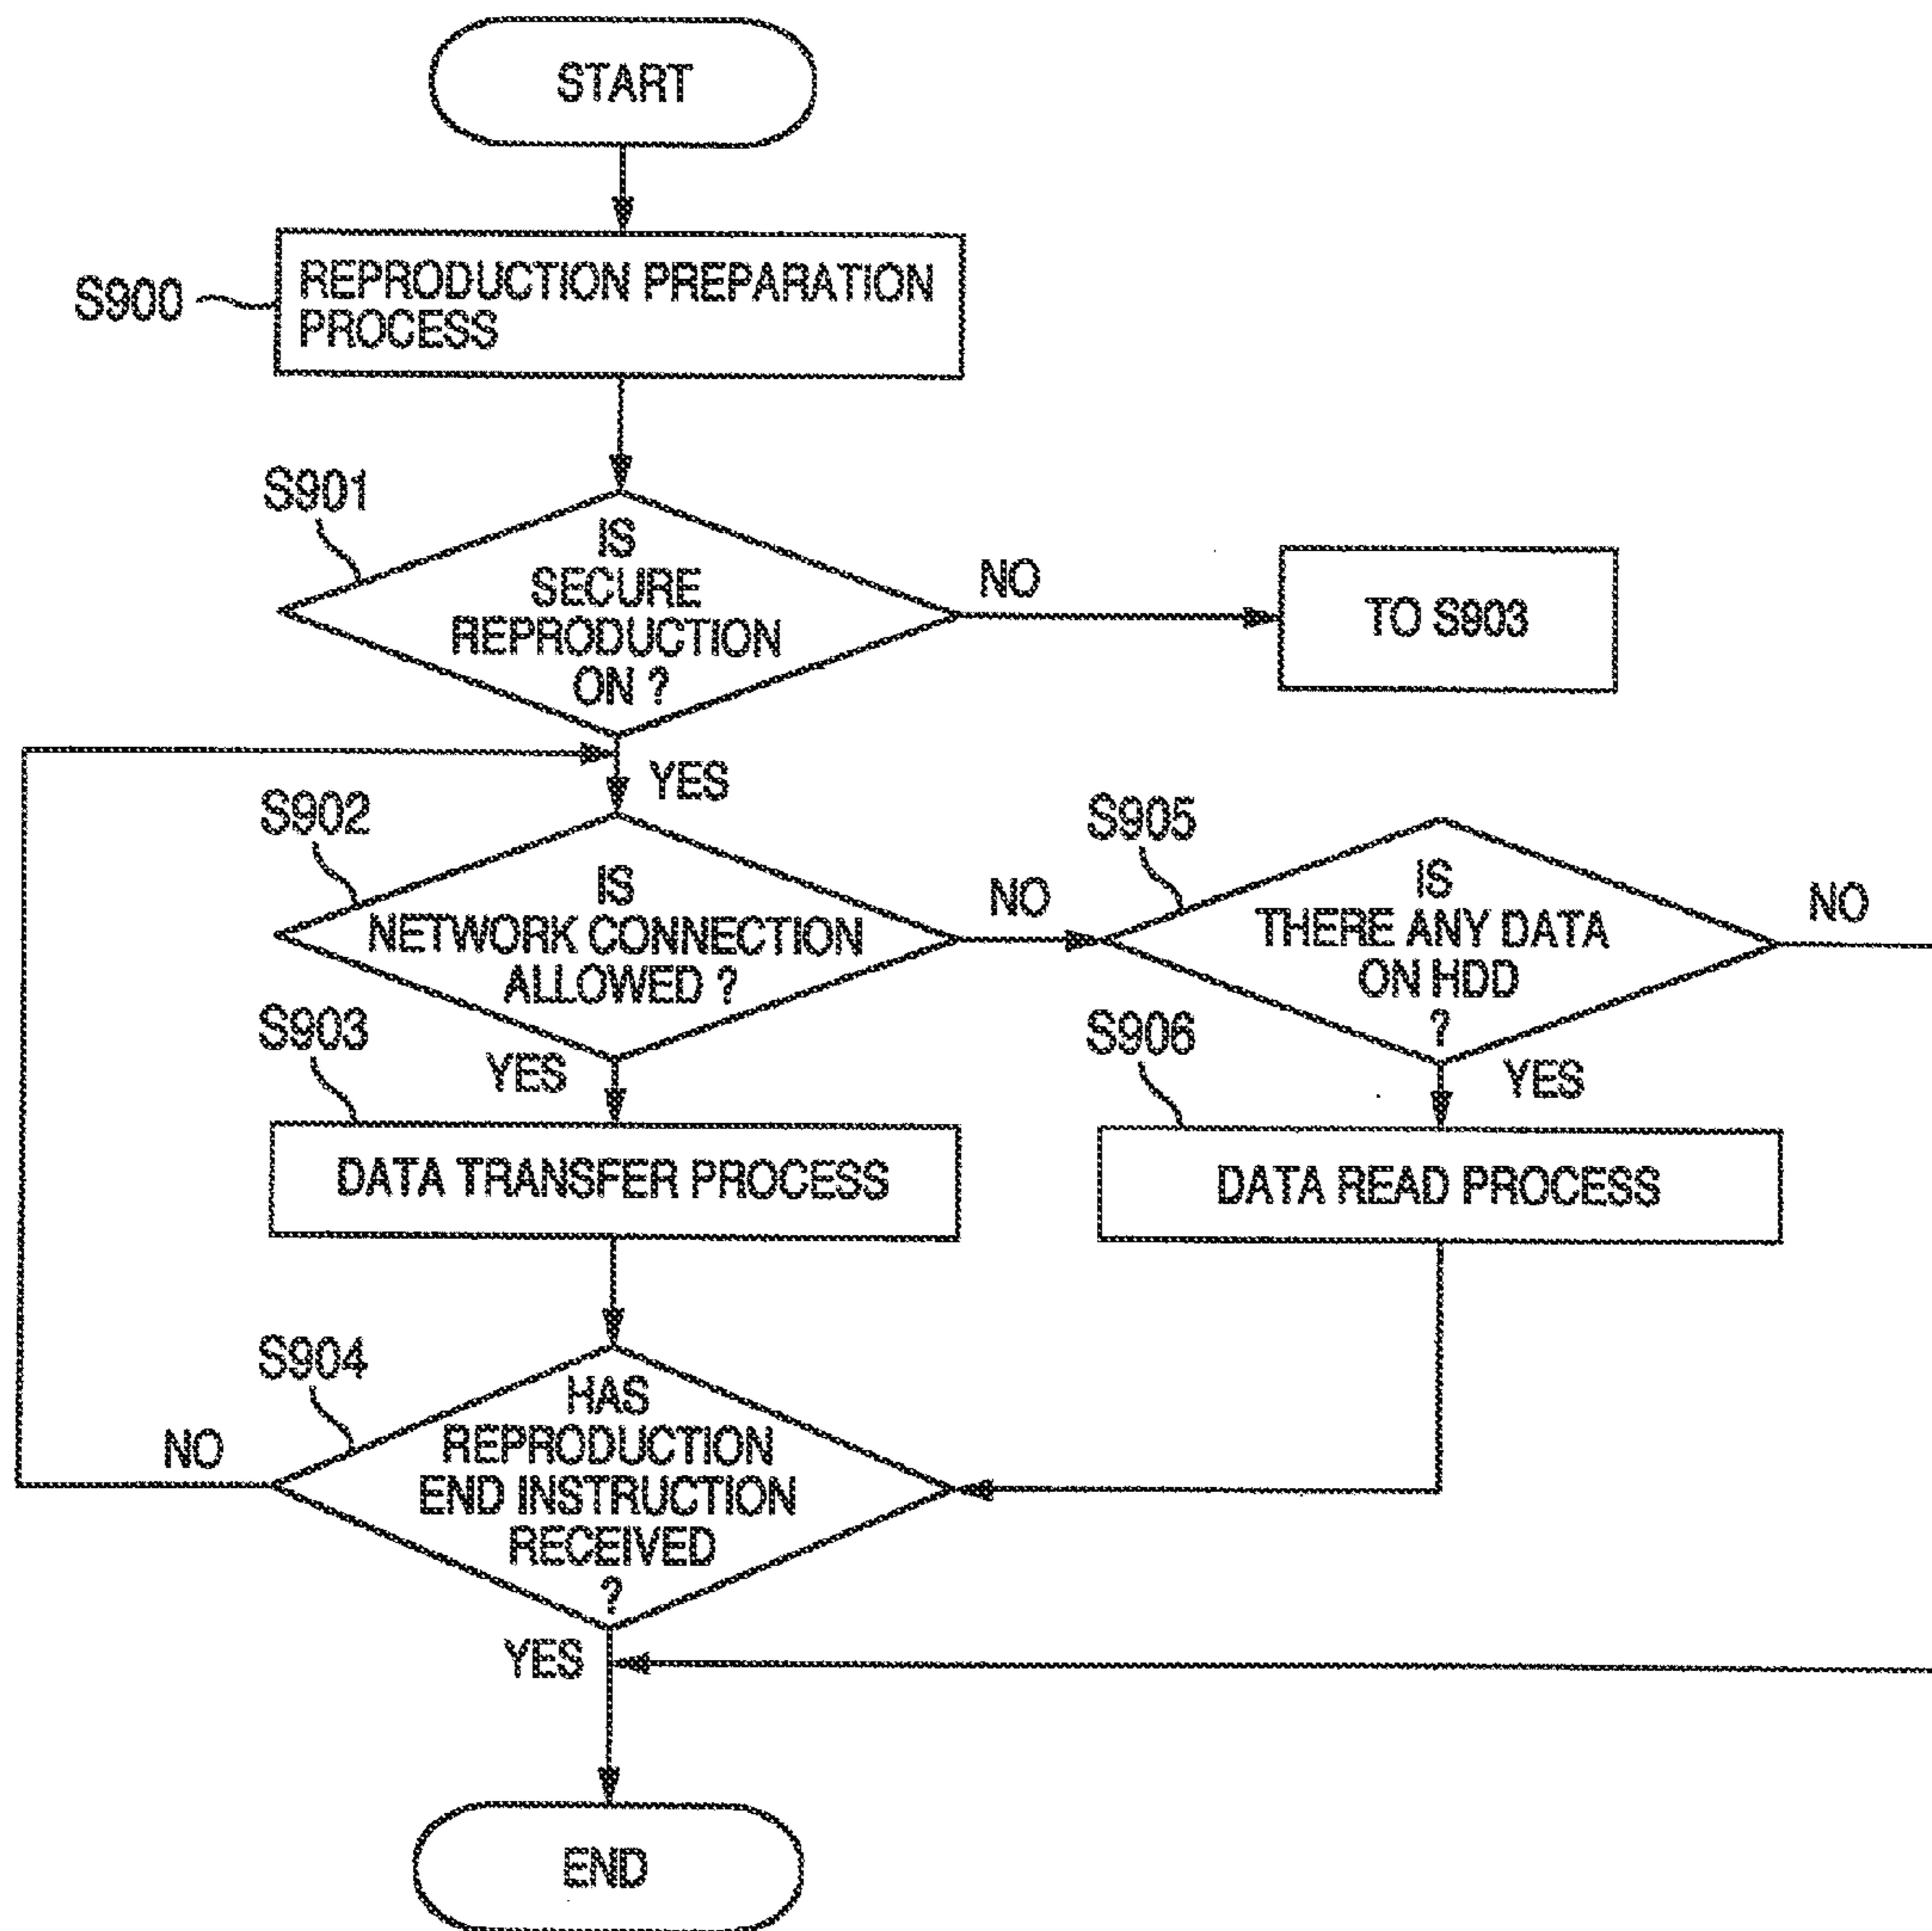 START
S900
REPRODUCTION PREPARATION
PROCESS
S901
IS
SECURE
REPRODUCTION
ON ?
NO
TO S903
YES
S902
IS
NETWORK CONNECTION
ALLOWED ?
NO
S905
IS
THERE ANY DATA
ON HDD
?
NO
YES
S903
DATA TRANSFER PROCESS
YES
S906
DATA READ PROCESS
S904
HAS
REPRODUCTION
END INSTRUCTION
RECEIVED
?
NO
YES
END